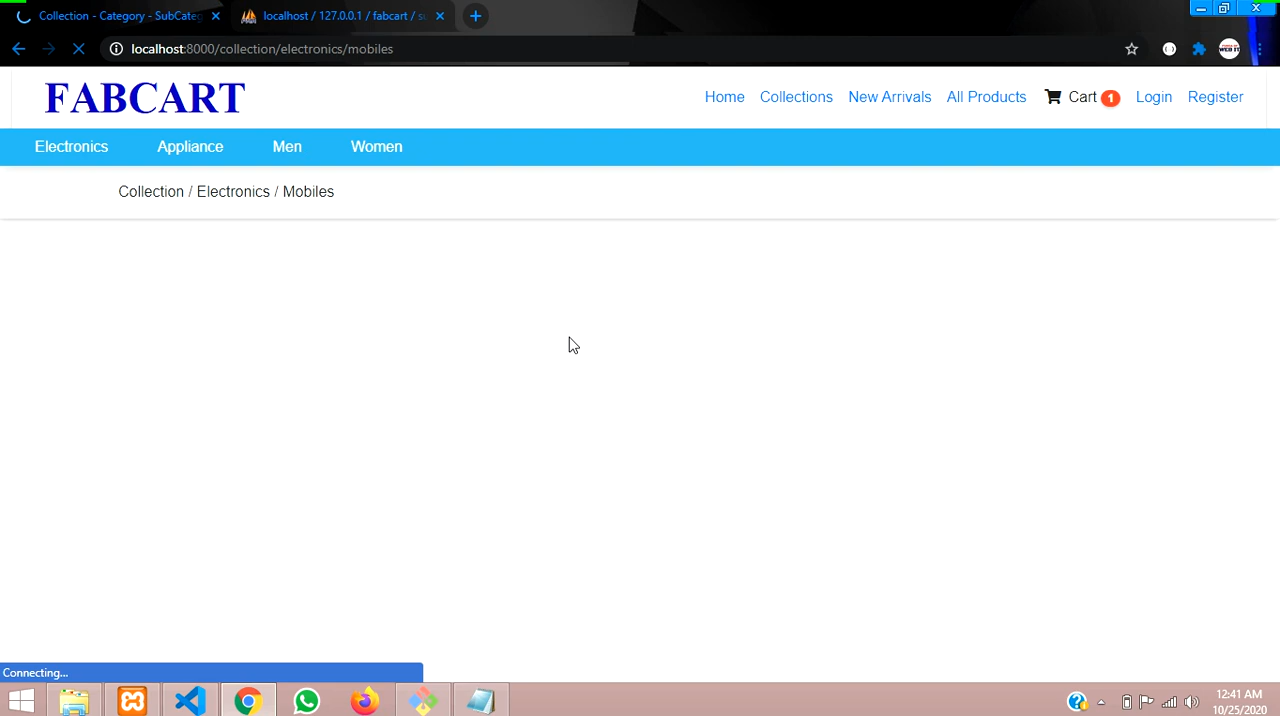 Collection - Category - SubCateg
localhost / 127.0.0.1 / fabcart / su
localhost:8000/collection/electronics/mobiles
FABCART
Home Collections New Arrivals All Products Cart 1 Login Register
Electronics Appliance Men Women
Collection / Electronics / Mobiles
Connecting...
12:41 AM
10/25/2020